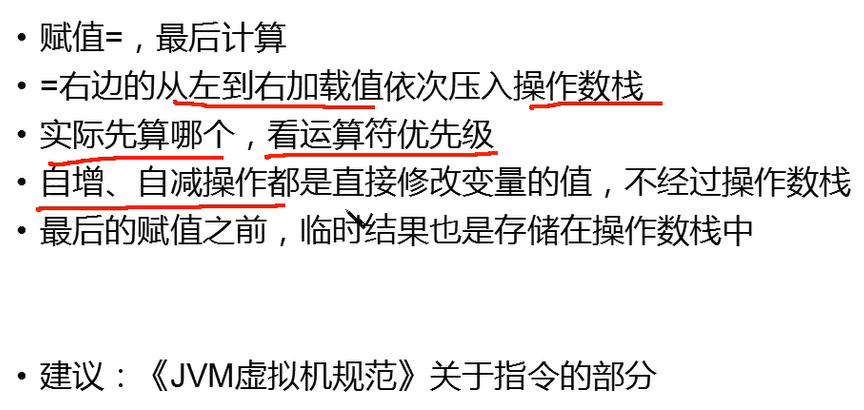 • 赋值=，最后计算
• =右边的从左到右加载值依次压入操作数栈
• 实际先算哪个，看运算符优先级
• 自增、自减操作都是直接修改变量的值，不经过操作数栈
• 最后的赋值之前，临时结果也是存储在操作数栈中
• 建议：《JVM虚拟机规范》关于指令的部分